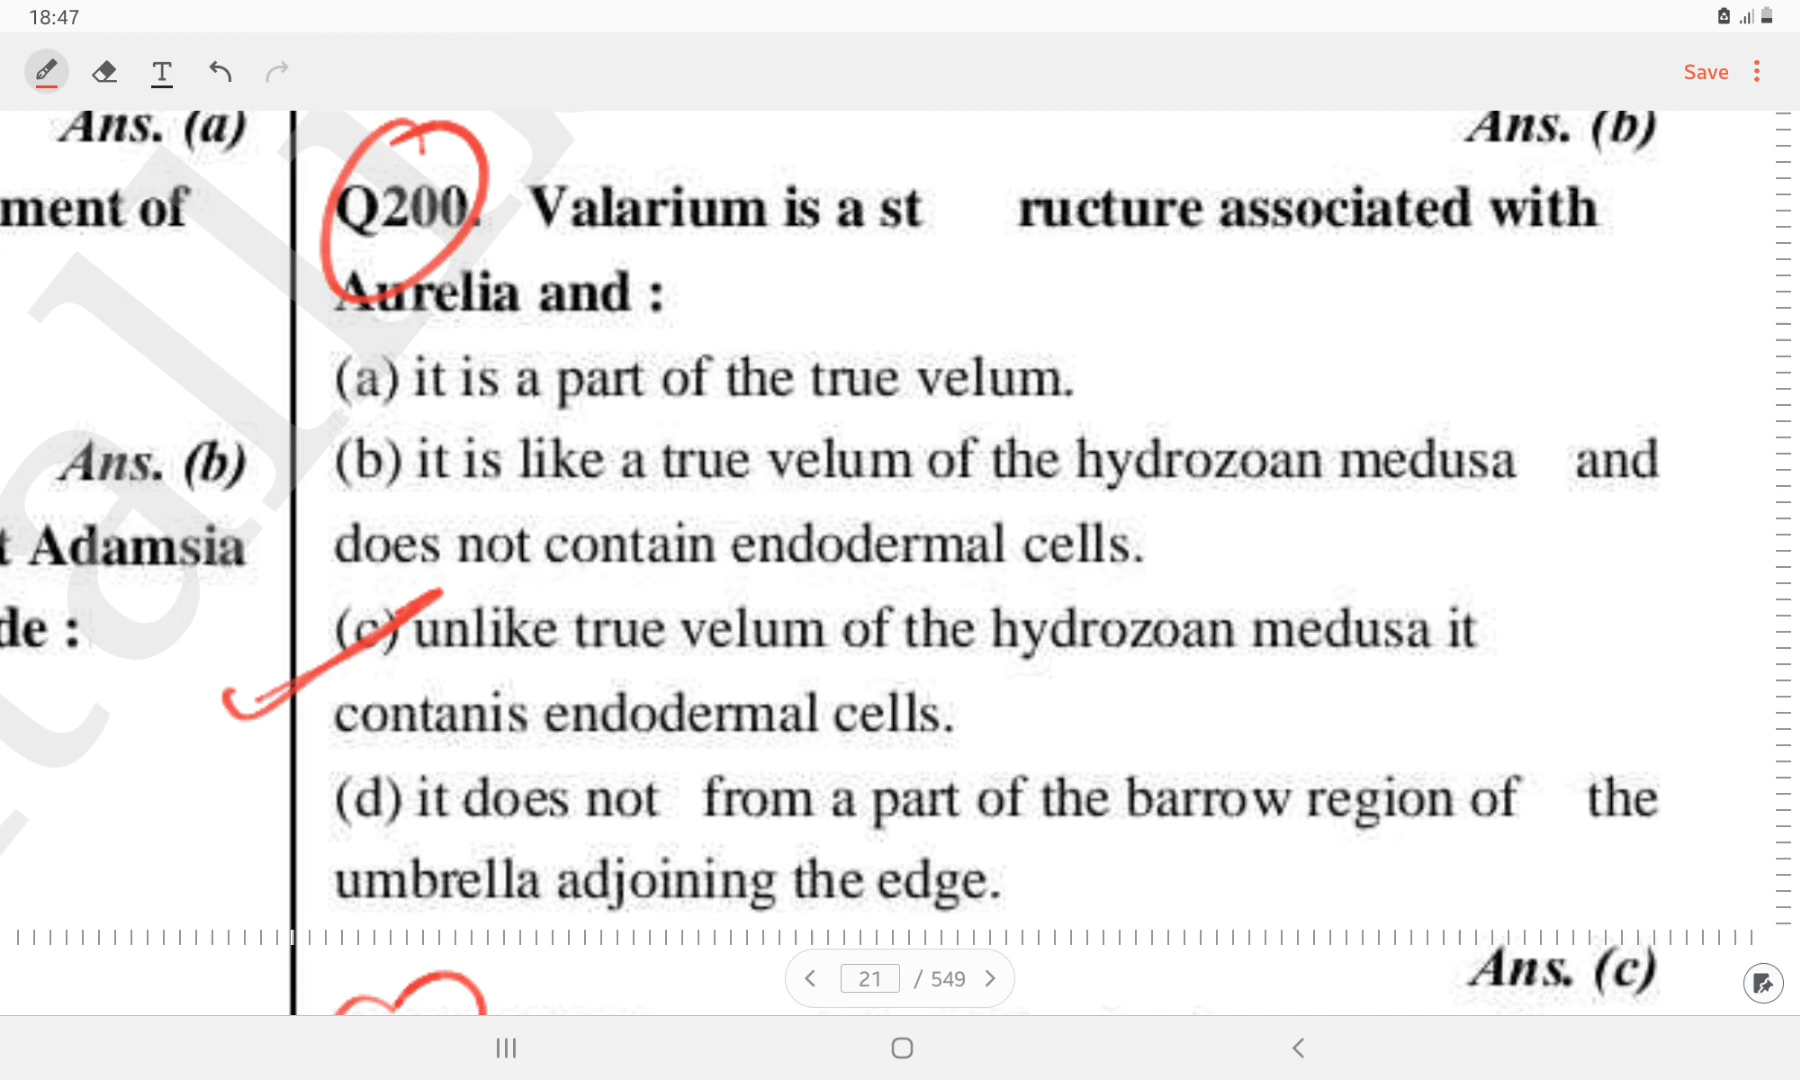 18:47
T
Save
Ans. (a)
Ans. (b)
ment of
Q200. Valarium is a st ructure associated with
Aurelia and :
(a) it is a part of the true velum.
Ans. (b)
(b) it is like a true velum of the hydrozoan medusa and
does not contain endodermal cells.
t Adamsia
(c) unlike true velum of the hydrozoan medusa it
de :
contanis endodermal cells.
(d) it does not from a part of the barrow region of the
umbrella adjoining the edge.
Ans. (c)
21 / 549